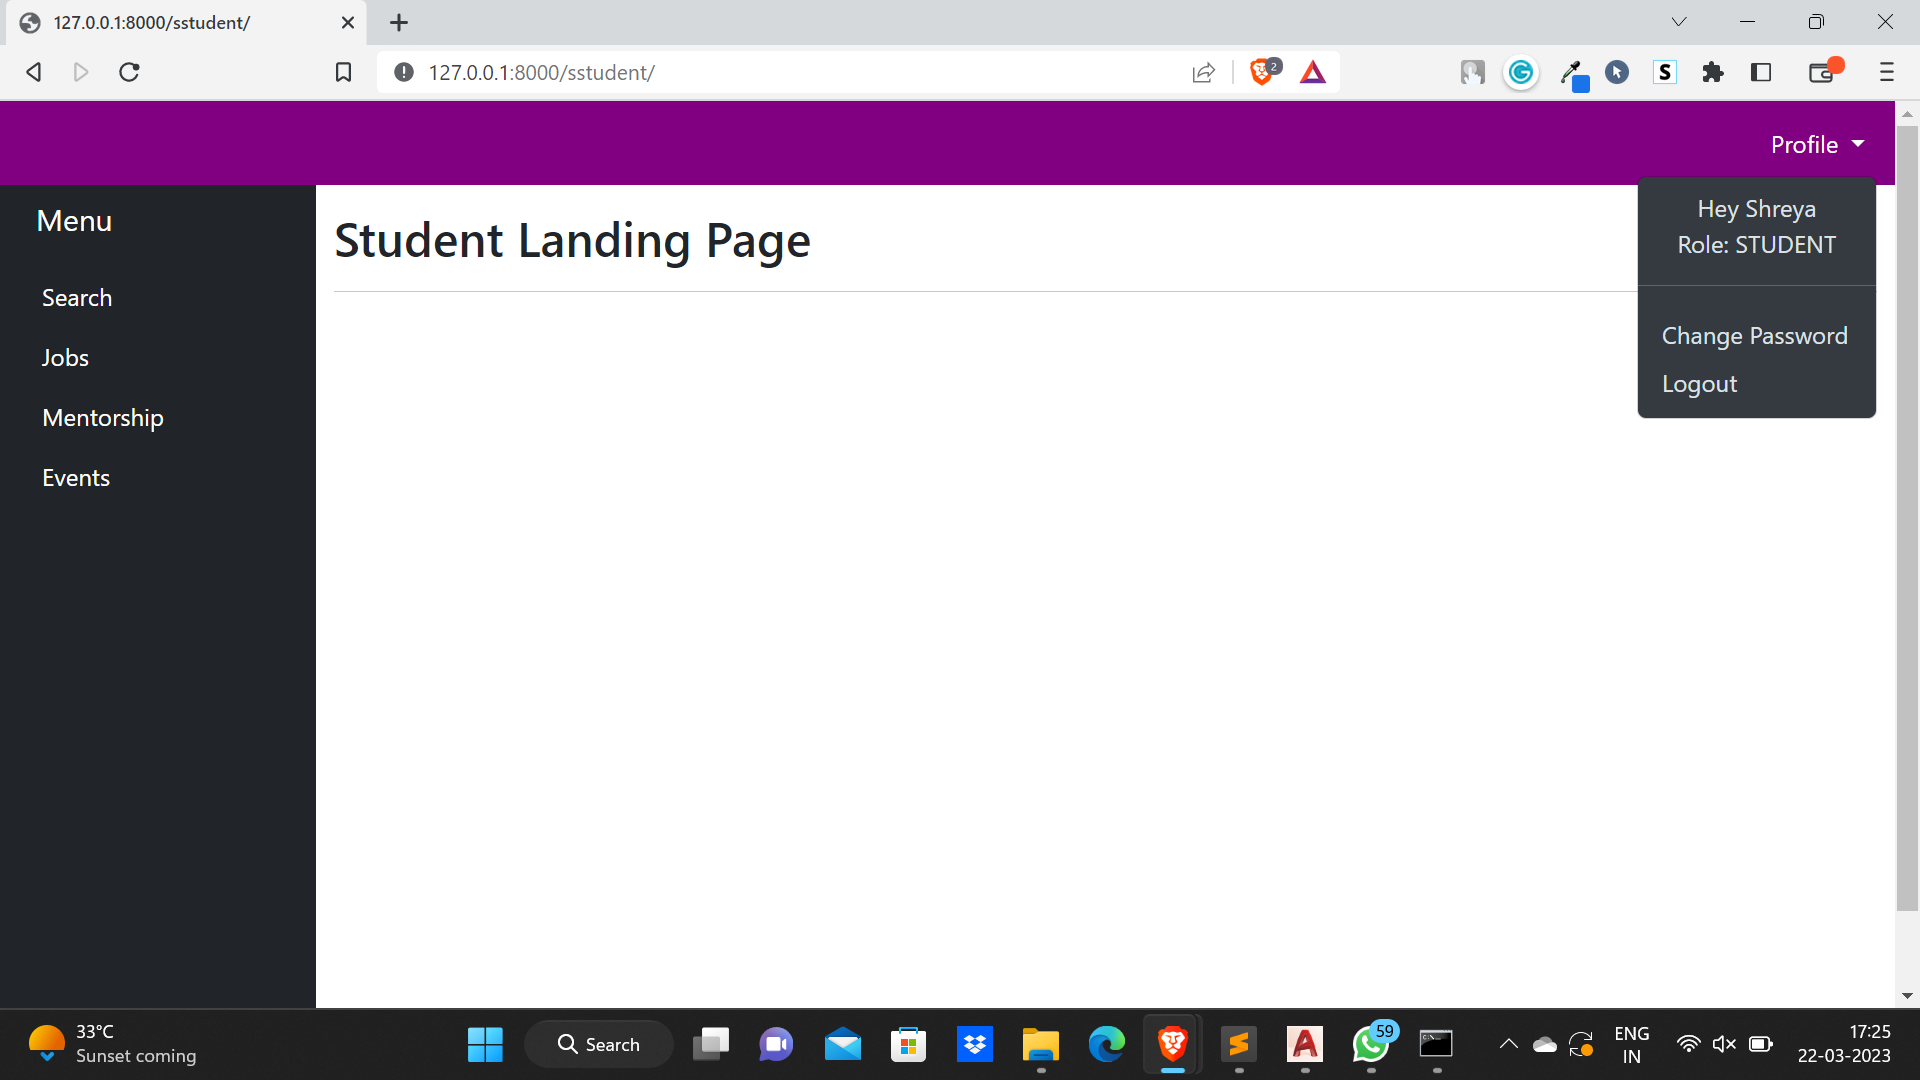 127.0.0.1:8000/sstudent/
127.0.0.1:8000/sstudent/
2
S
Profile
Hey Shreya
Role: STUDENT
Change Password
Logout
Menu
Search
Jobs
Mentorship
Events
Student Landing Page
33°C
Sunset coming
Search
59
ENG
IN
17:25
22-03-2023